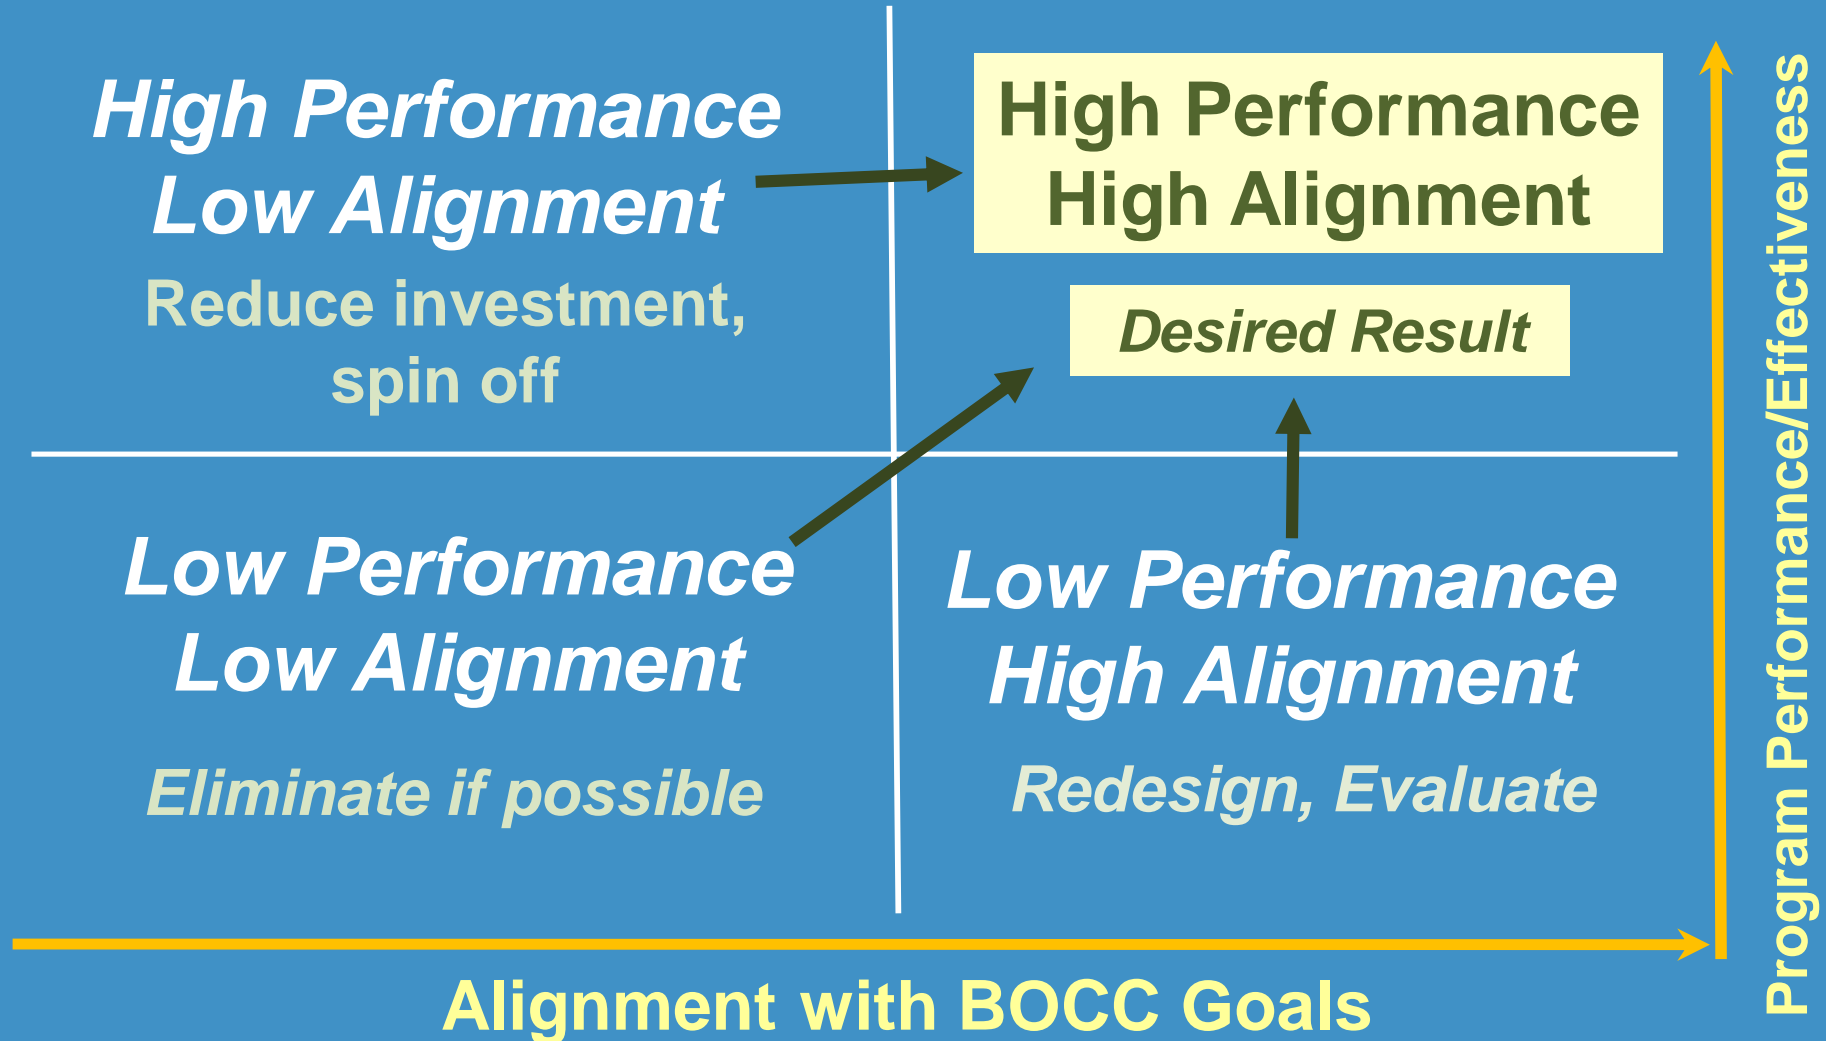 High Performance
Low Alignment
Reduce investment,
spin off
High Performance
High Alignment
Desired Result
Low Performance
Low Alignment
Eliminate if possible
Low Performance
High Alignment
Redesign, Evaluate
Alignment with BOCC Goals
Program Performance/Effectiveness